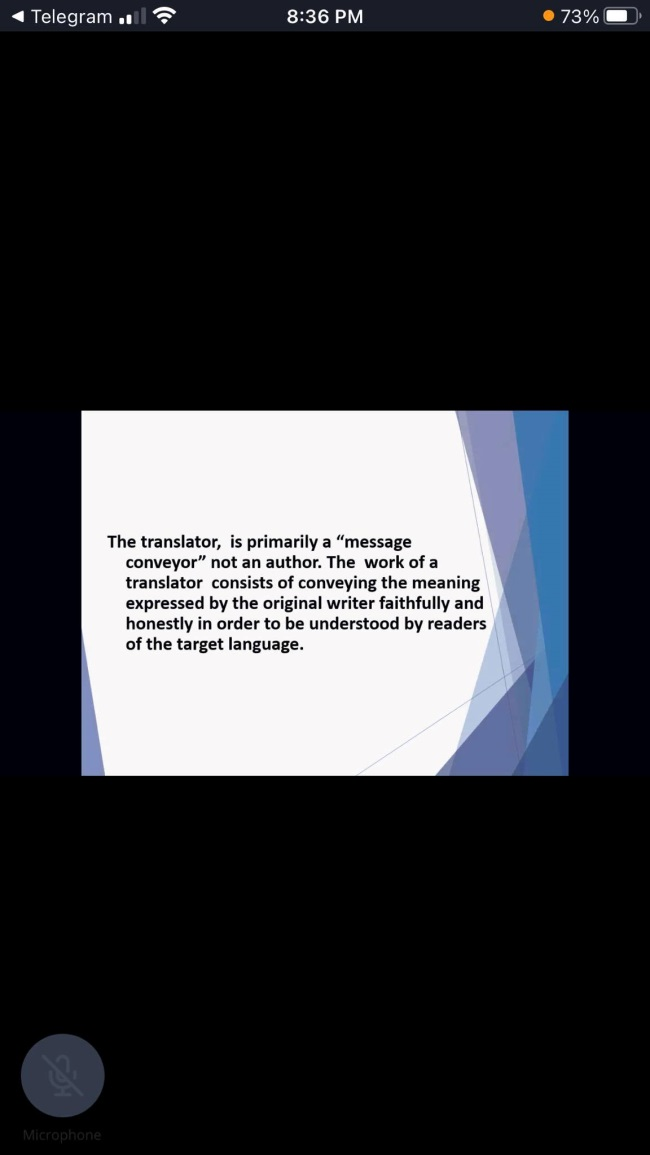 ◀ Telegram
8:36 PM
73%
The translator, is primarily a “message
conveyor” not an author. The work of a
translator consists of conveying the meaning
expressed by the original writer faithfully and
honestly in order to be understood by readers
of the target language.
Microphone